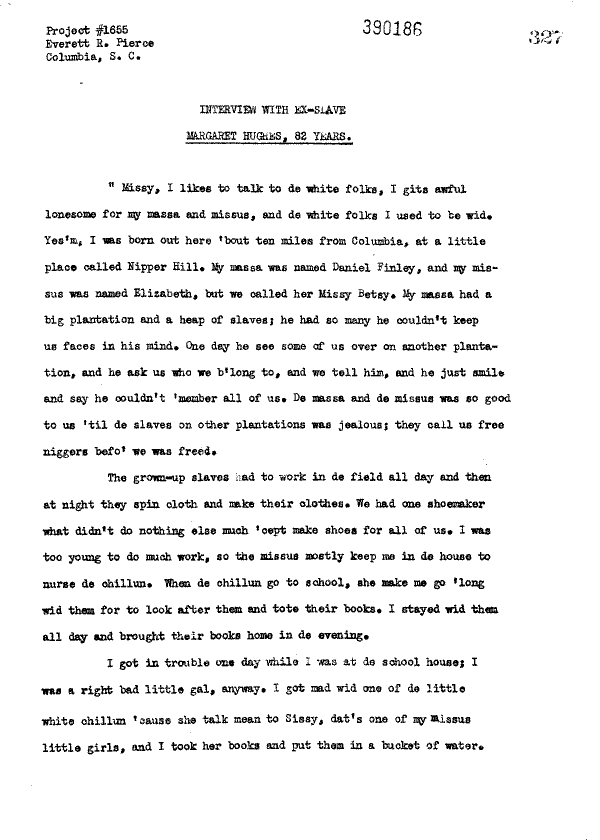 Project #1655
Everett R. Pierce
Columbia, S. C.
390186
327
INTERVIEW WITH EX-SLAVE
MARGARET HUGHES, 82 YEARS.
" Missy, I likes to talk to de white folks, I gits awful
lonesome for my massa and missus, and de white folks I used to be wid.
Yes'm, I was born out here 'bout ten miles from Columbia, at a little
place called Nipper Hill. My massa was named Daniel Finley, and my mis-
sus was named Elizabeth, but we called her Missy Betsy. My massa had a
big plantation and a heap of slaves; he had so many he couldn't keep
us faces in his mind. One day he see some of us over on another planta-
tion, and he ask us who we b'long to, and we tell him, and he just smile
and say he couldn't 'member all of us. De massa and de missus was so good
to us 'til de slaves on other plantations was jealous; they call us free
niggers befo' we was freed.
The grown-up slaves had to work in de field all day and then
at night they spin cloth and make their clothes. We had one shoemaker
what didn't do nothing else much 'cept make shoes for all of us. I was
too young to do much work, so the missus mostly keep me in de house to
nurse de chillun. When de chillun go to school, she make me go 'long
wid them for to look after them and tote their books. I stayed wid them
all day and brought their books home in de evening.
I got in trouble one day while I was at de school house; I
was a right bad little gal, anyway. I got mad wid one of de little
white chillun 'cause she talk mean to Sissy, dat's one of my missus
little girls, and I took her books and put them in a bucket of water.